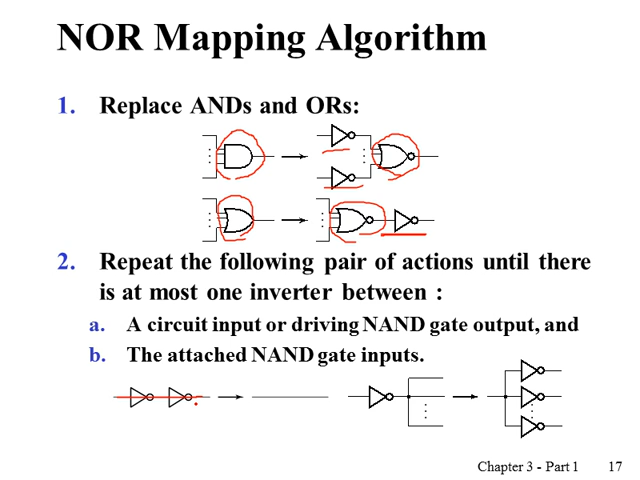 NOR Mapping Algorithm
1. Replace ANDs and ORs:
2. Repeat the following pair of actions until there
is at most one inverter between :
a. A circuit input or driving NAND gate output, and
b. The attached NAND gate inputs.
Chapter 3 - Part 1 17